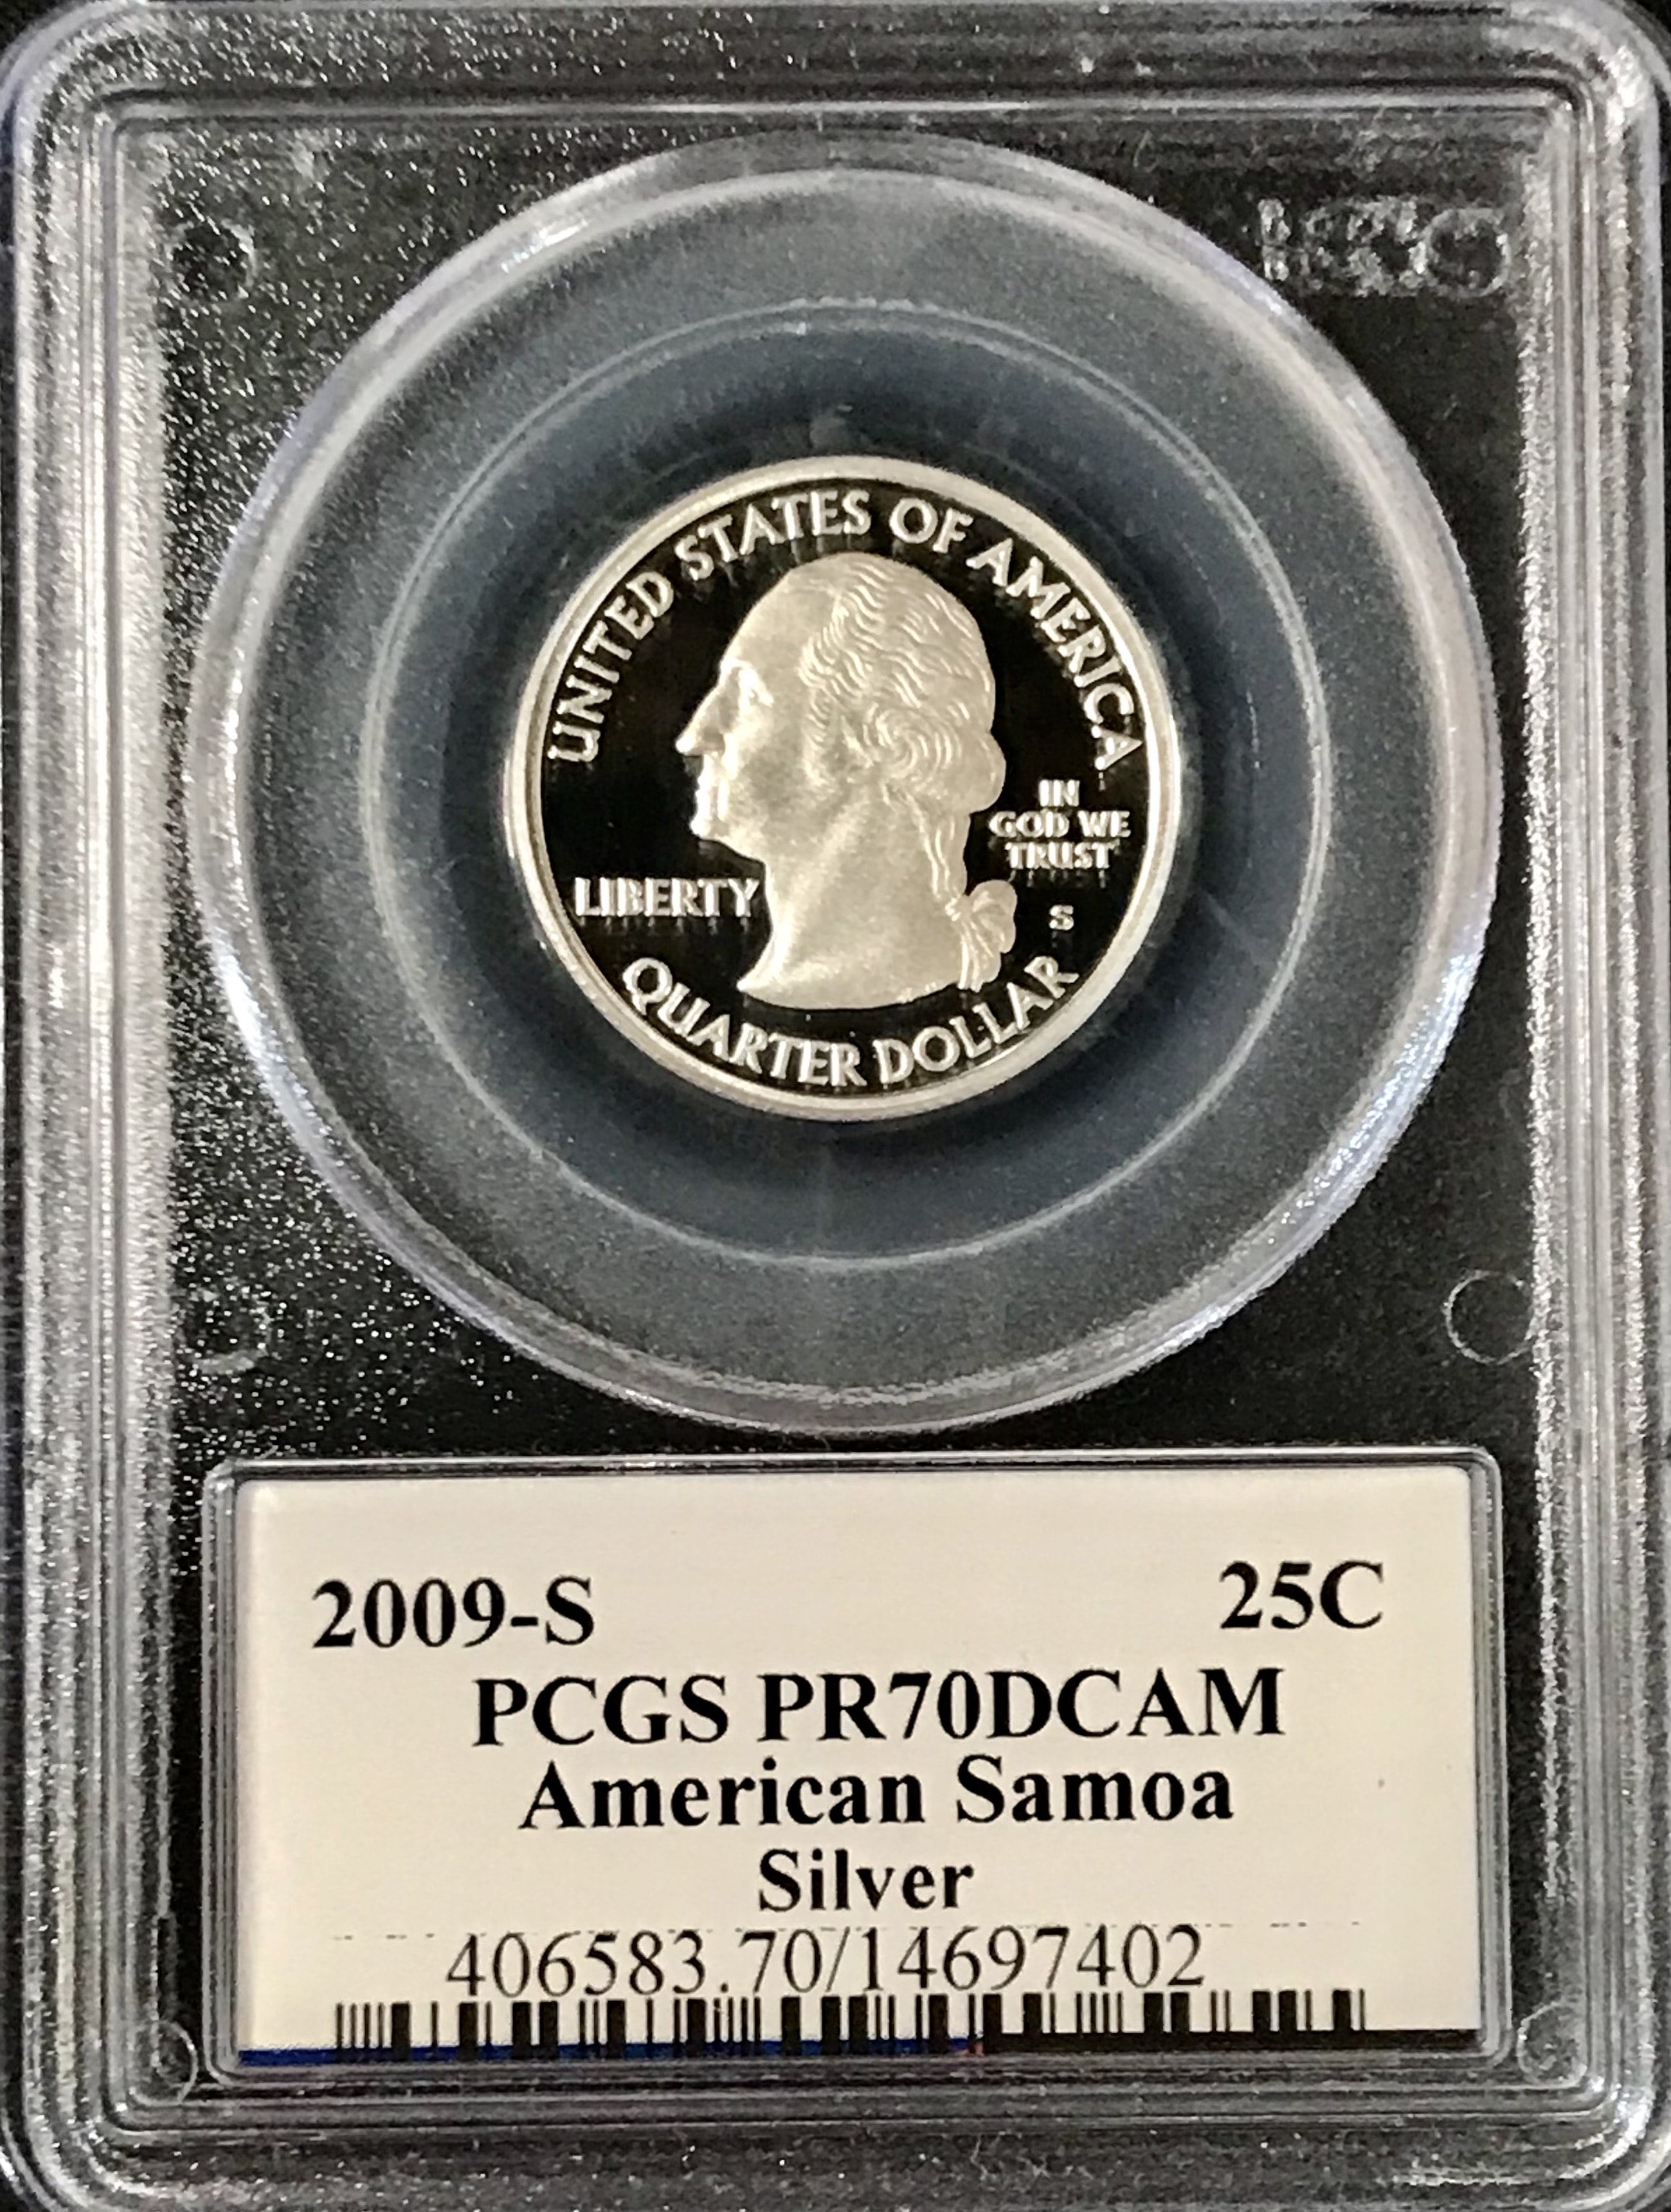 UNITED STATES OF AMERICA
IN
GOD WE
TRUST
LIBERTY
S
QUARTER DOLLAR
2009-S 25C
PCGS PR70DCAM
American Samoa
Silver
406583.70/14697402